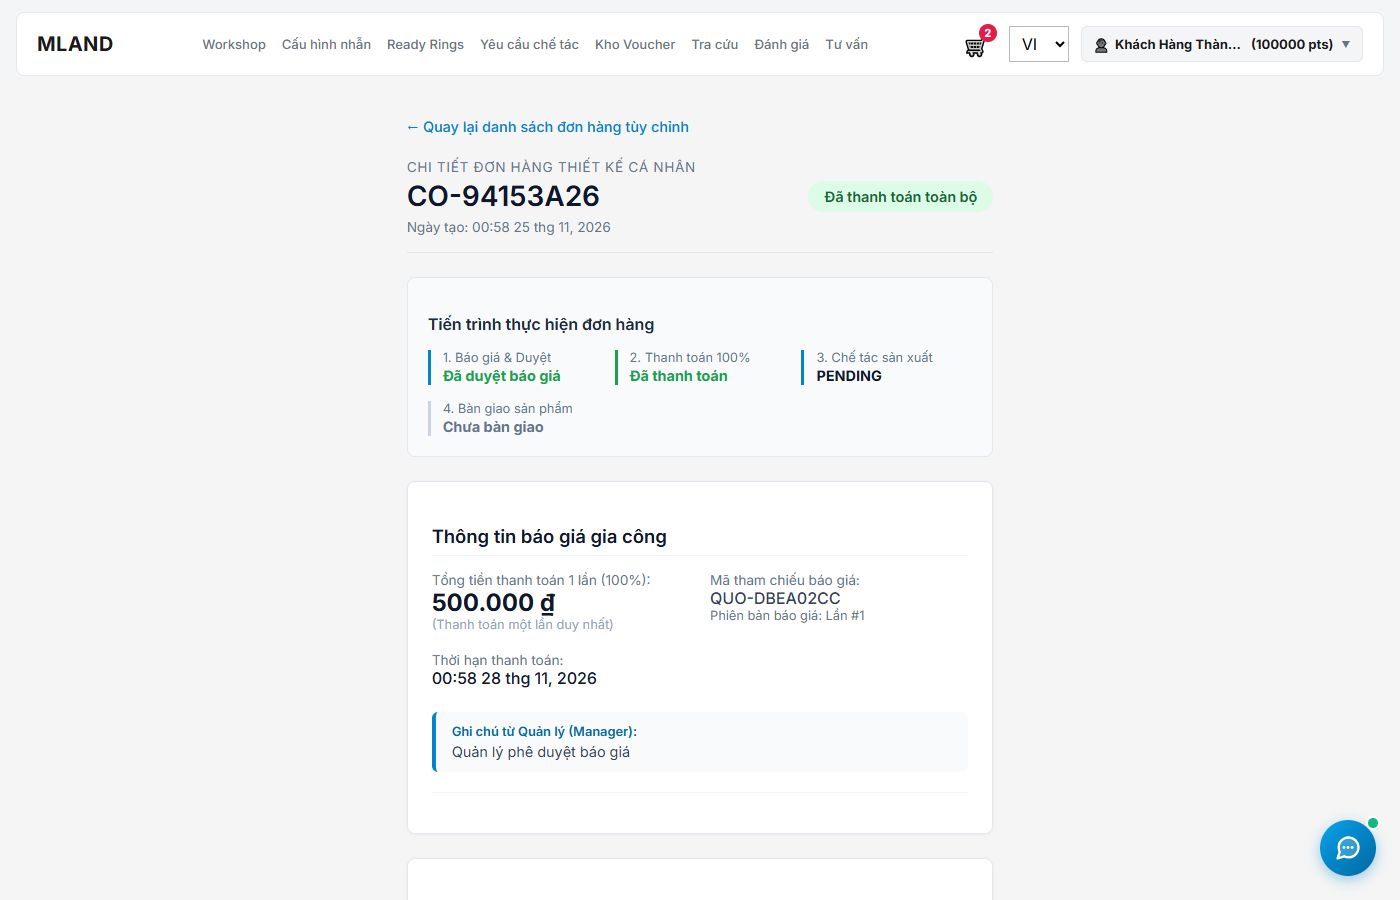 MLAND
Workshop Cấu hình nhẫn Ready Rings Yêu cầu chế tác Kho Voucher Tra cứu Đánh giá Tư vấn
2
VI
Khách Hàng Thàn... (100000 pts)
← Quay lại danh sách đơn hàng tùy chỉnh
CHI TIẾT ĐƠN HÀNG THIẾT KẾ CÁ NHÂN
CO-94153A26
Đã thanh toán toàn bộ
Ngày tạo: 00:58 25 thg 11, 2026
Tiến trình thực hiện đơn hàng
1. Báo giá & Duyệt
Đã duyệt báo giá
2. Thanh toán 100%
Đã thanh toán
3. Chế tác sản xuất
PENDING
4. Bàn giao sản phẩm
Chưa bàn giao
Thông tin báo giá gia công
Tổng tiền thanh toán 1 lần (100%):
500.000 ₫
(Thanh toán một lần duy nhất)
Mã tham chiếu báo giá:
QUO-DBEA02CC
Phiên bản báo giá: Lần #1
Thời hạn thanh toán:
00:58 28 thg 11, 2026
Ghi chú từ Quản lý (Manager):
Quản lý phê duyệt báo giá